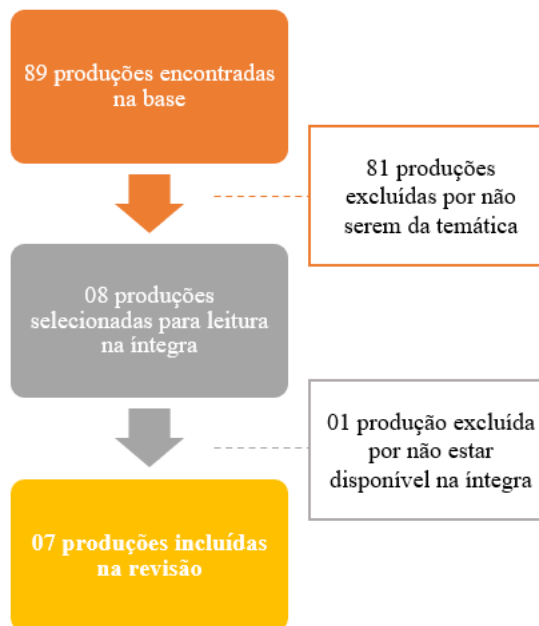 89 produções encontradas
na base
81 produções
excluídas por não
serem da temática
08 produções
selecionadas para leitura
na íntegra
01 produção excluída
por não estar
disponível na íntegra
07 produções incluídas
na revisão